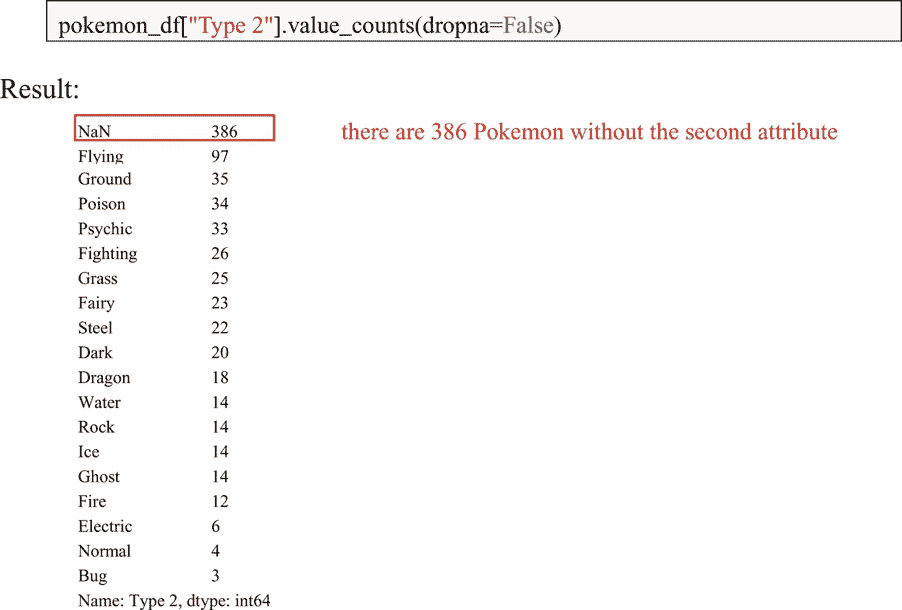 pokemon_df["Type 2"].value_counts(dropna=False)
Result:
NaN 386 there are 386 Pokemon without the second attribute
Flying 97
Ground 35
Poison 34
Psychic 33
Fighting 26
Grass 25
Fairy 23
Steel 22
Dark 20
Dragon 18
Water 14
Rock 14
Ice 14
Ghost 14
Fire 12
Electric 6
Normal 4
Bug 3
Name: Type 2, dtype: int64